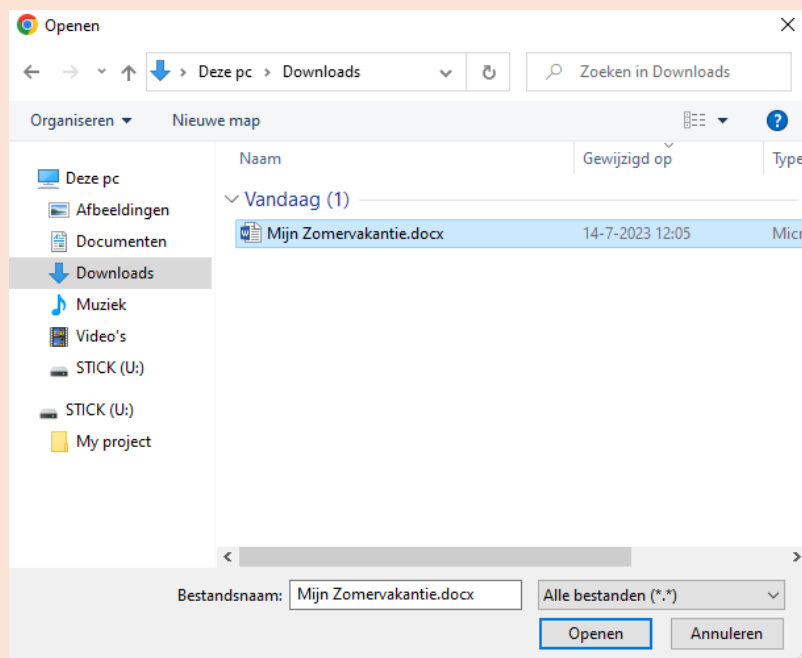 Openen
Deze pc > Downloads
Zoeken in Downloads
Organiseren
Nieuwe map
?
Naam
Gewijzigd op
Type
Deze pc
Afbeeldingen
Documenten
Downloads
Muziek
Video's
STICK (U:)
STICK (U:)
My project
Vandaag (1)
Mijn Zomervakantie.docx 14-7-2023 12:05 Micr
Bestandsnaam: Mijn Zomervakantie.docx
Alle bestanden (*.*)
Openen
Annuleren